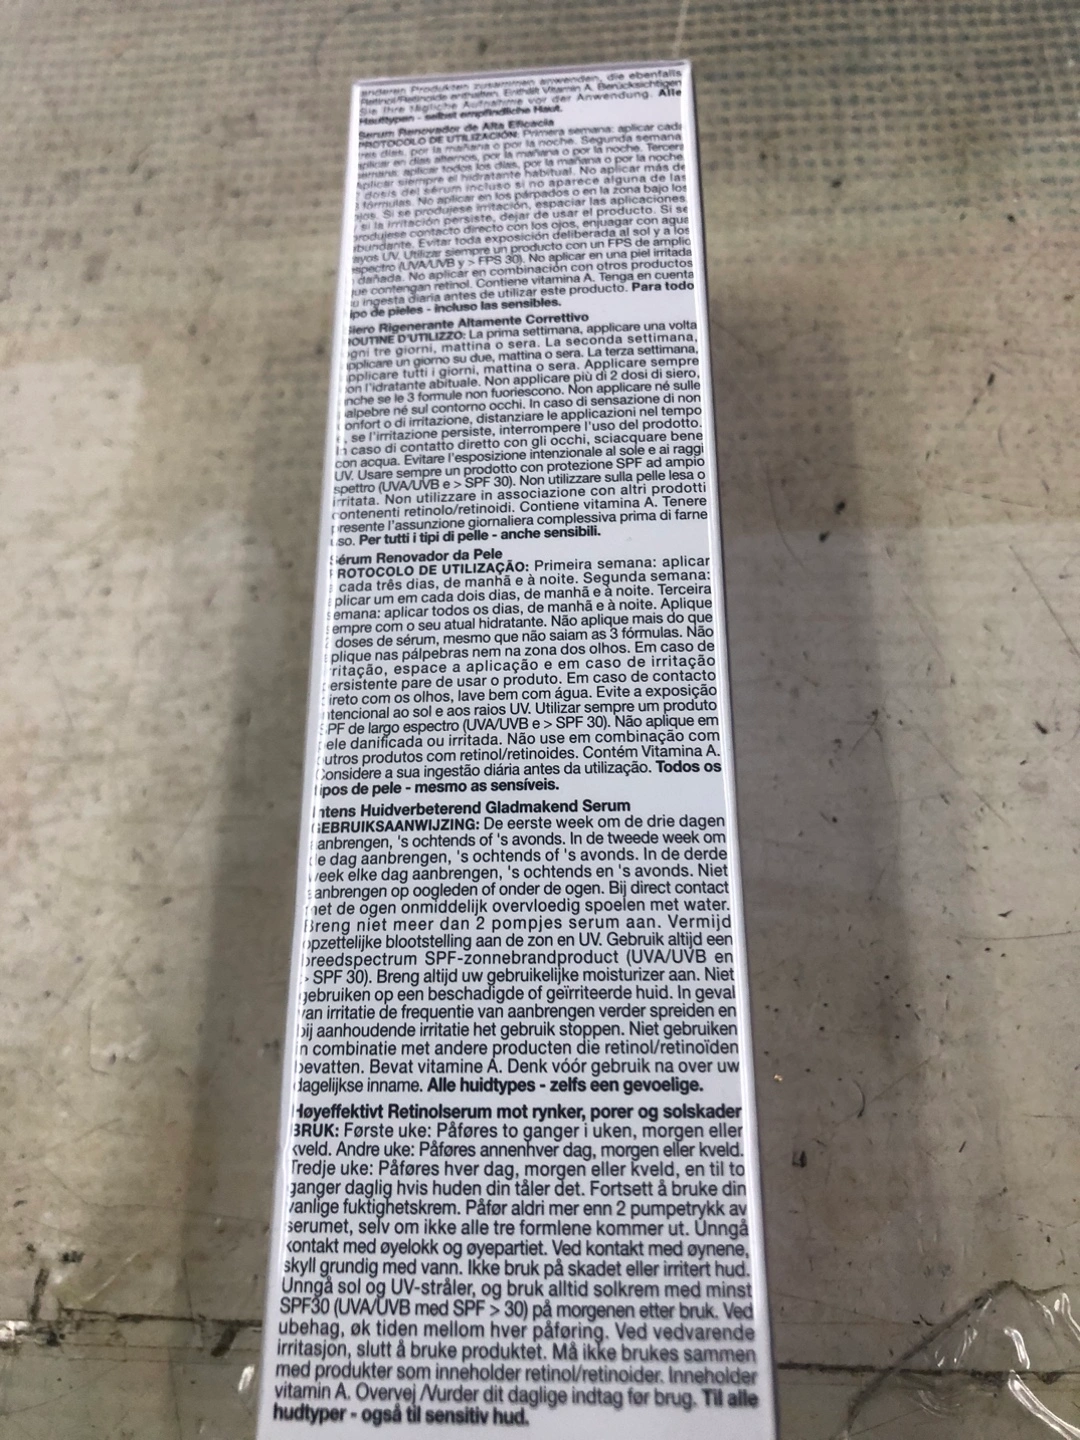 anderen Produkten zusammen anwenden, die ebenfalls
Retinol/Retinoide enthalten. Enthält Vitamin A. Berücksichtigen
Sie Ihre tägliche Aufnahme vor der Anwendung. Alle
Hauttypen - selbst empfindliche Haut.
Serum Renovador de Alta Eficacia
PROTOCOLO DE UTILIZACIÓN: Primera semana: aplicar cada
tres días, por la mañana o por la noche. Segunda semana:
aplicar en días alternos, por la mañana o por la noche. Tercera
semana: aplicar todos los días, por la mañana o por la noche.
Aplicar siempre el hidratante habitual. No aplicar más de
dosis del sérum incluso si no aparece alguna de las
fórmulas. No aplicar en los párpados o en la zona bajo los
ojos. Si se produjese irritación, espaciar las aplicaciones
y si la irritación persiste, dejar de usar el producto. Si se
produjese contacto directo con los ojos, enjuagar con agua
abundante. Evitar toda exposición deliberada al sol y a los
rayos UV. Utilizar siempre un producto con un FPS de amplio
espectro (UVA/UVB y > FPS 30). No aplicar en una piel irritada
o dañada. No aplicar en combinación con otros productos
que contengan retinol. Contiene vitamina A. Tenga en cuenta
su ingesta diaria antes de utilizar este producto. Para todo
tipo de pieles - incluso las sensibles.
Siero Rigenerante Altamente Correttivo
ROUTINE D'UTILIZZO: La prima settimana, applicare una volta
ogni tre giorni, mattina o sera. La seconda settimana,
applicare un giorno su due, mattina o sera. La terza settimana,
applicare tutti i giorni, mattina o sera. Applicare sempre
con l'idratante abituale. Non applicare più di 2 dosi di siero,
anche se le 3 formule non fuoriescono. Non applicare né sulle
palpebre né sul contorno occhi. In caso di sensazione di non
confort o di irritazione, distanziare le applicazioni nel tempo
e, se l'irritazione persiste, interrompere l'uso del prodotto.
In caso di contatto diretto con gli occhi, sciacquare bene
con acqua. Evitare l'esposizione intenzionale al sole e ai raggi
UV. Usare sempre un prodotto con protezione SPF ad ampio
spettro (UVA/UVB e > SPF 30). Non utilizzare sulla pelle lesa o
irritata. Non utilizzare in associazione con altri prodotti
contenenti retinolo/retinoidi. Contiene vitamina A. Tenere
presente l'assunzione giornaliera complessiva prima di farne
uso. Per tutti i tipi di pelle - anche sensibili.
Sérum Renovador da Pele
PROTOCOLO DE UTILIZAÇÃO: Primeira semana: aplicar
a cada três dias, de manhã e à noite. Segunda semana:
aplicar um em cada dois dias, de manhã e à noite. Terceira
semana: aplicar todos os dias, de manhã e à noite. Aplique
sempre com o seu atual hidratante. Não aplique mais do que
doses de sérum, mesmo que não saiam as 3 fórmulas. Não
aplique nas pálpebras nem na zona dos olhos. Em caso de
irritação, espace a aplicação e em caso de irritação
persistente pare de usar o produto. Em caso de contacto
direto com os olhos, lave bem com água. Evite a exposição
intencional ao sol e aos raios UV. Utilizar sempre um produto
SPF de largo espectro (UVA/UVB e > SPF 30). Não aplique em
pele danificada ou irritada. Não use em combinação com
outros produtos com retinol/retinoides. Contém Vitamina A.
Considere a sua ingestão diária antes da utilização. Todos os
tipos de pele - mesmo as sensíveis.
Intens Huidverbeterend Gladmakend Serum
GEBRUIKSAANWIJZING: De eerste week om de drie dagen
aanbrengen, 's ochtends of 's avonds. In de tweede week om
de dag aanbrengen, 's ochtends of 's avonds. In de derde
week elke dag aanbrengen, 's ochtends en 's avonds. Niet
aanbrengen op oogleden of onder de ogen. Bij direct contact
met de ogen onmiddelijk overvloedig spoelen met water.
Breng niet meer dan 2 pompjes serum aan. Vermijd
opzettelijke blootstelling aan de zon en UV. Gebruik altijd een
breedspectrum SPF-zonnebrandproduct (UVA/UVB en
> SPF 30). Breng altijd uw gebruikelijke moisturizer aan. Niet
gebruiken op een beschadigde of geïrriteerde huid. In geval
van irritatie de frequentie van aanbrengen verder spreiden en
bij aanhoudende irritatie het gebruik stoppen. Niet gebruiken
in combinatie met andere producten die retinol/retinoïden
bevatten. Bevat vitamine A. Denk vóór gebruik na over uw
dagelijkse inname. Alle huidtypes - zelfs een gevoelige.
Høyeffektivt Retinolserum mot rynker, porer og solskader
BRUK: Første uke: Påføres to ganger i uken, morgen eller
kveld. Andre uke: Påføres annenhver dag, morgen eller kveld.
Tredje uke: Påføres hver dag, morgen eller kveld, en til to
ganger daglig hvis huden din tåler det. Fortsett å bruke din
vanlige fuktighetskrem. Påfør aldri mer enn 2 pumpetrykk av
serumet, selv om ikke alle tre formlene kommer ut. Unngå
kontakt med øyelokk og øyepartiet. Ved kontakt med øynene,
skyll grundig med vann. Ikke bruk på skadet eller irritert hud.
Unngå sol og UV-stråler, og bruk alltid solkrem med minst
SPF30 (UVA/UVB med SPF > 30) på morgenen etter bruk. Ved
ubehag, øk tiden mellom hver påføring. Ved vedvarende
irritasjon, slutt å bruke produktet. Må ikke brukes sammen
med produkter som inneholder retinol/retinoider. Inneholder
vitamin A. Overvej /Vurder dit daglige indtag før brug. Til alle
hudtyper - også til sensitiv hud.